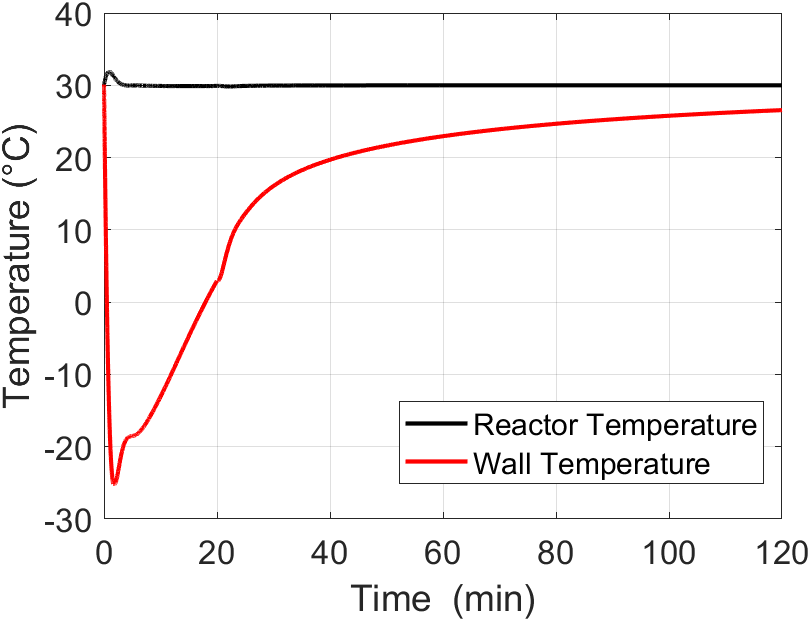 40
30
20
10
0
-10
-20
-30
Temperature (°C)
Reactor Temperature
Wall Temperature
0 20 40 60 80 100 120
Time (min)